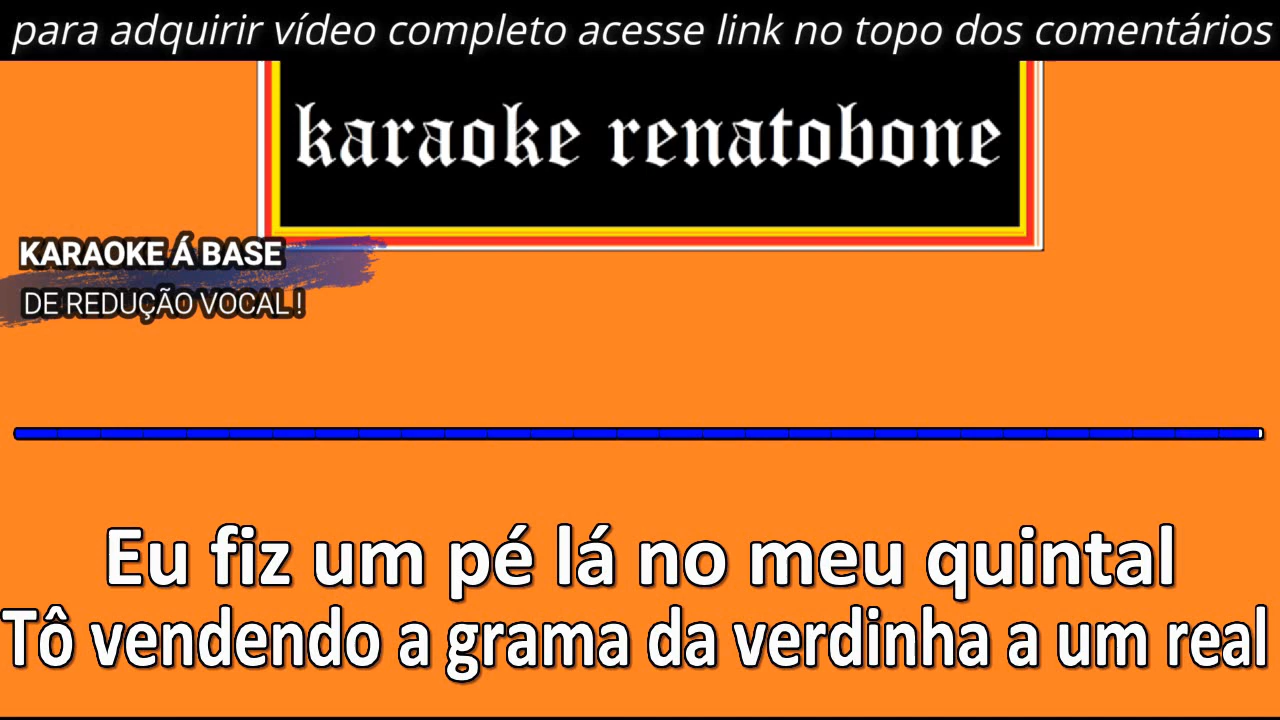 para adquirir vídeo completo acesse link no topo dos comentários
karaoke renatobone
KARAOKE Á BASE
DE REDUÇÃO VOCAL !
Eu fiz um pé lá no meu quintal
Tô vendendo a grama da verdinha a um real